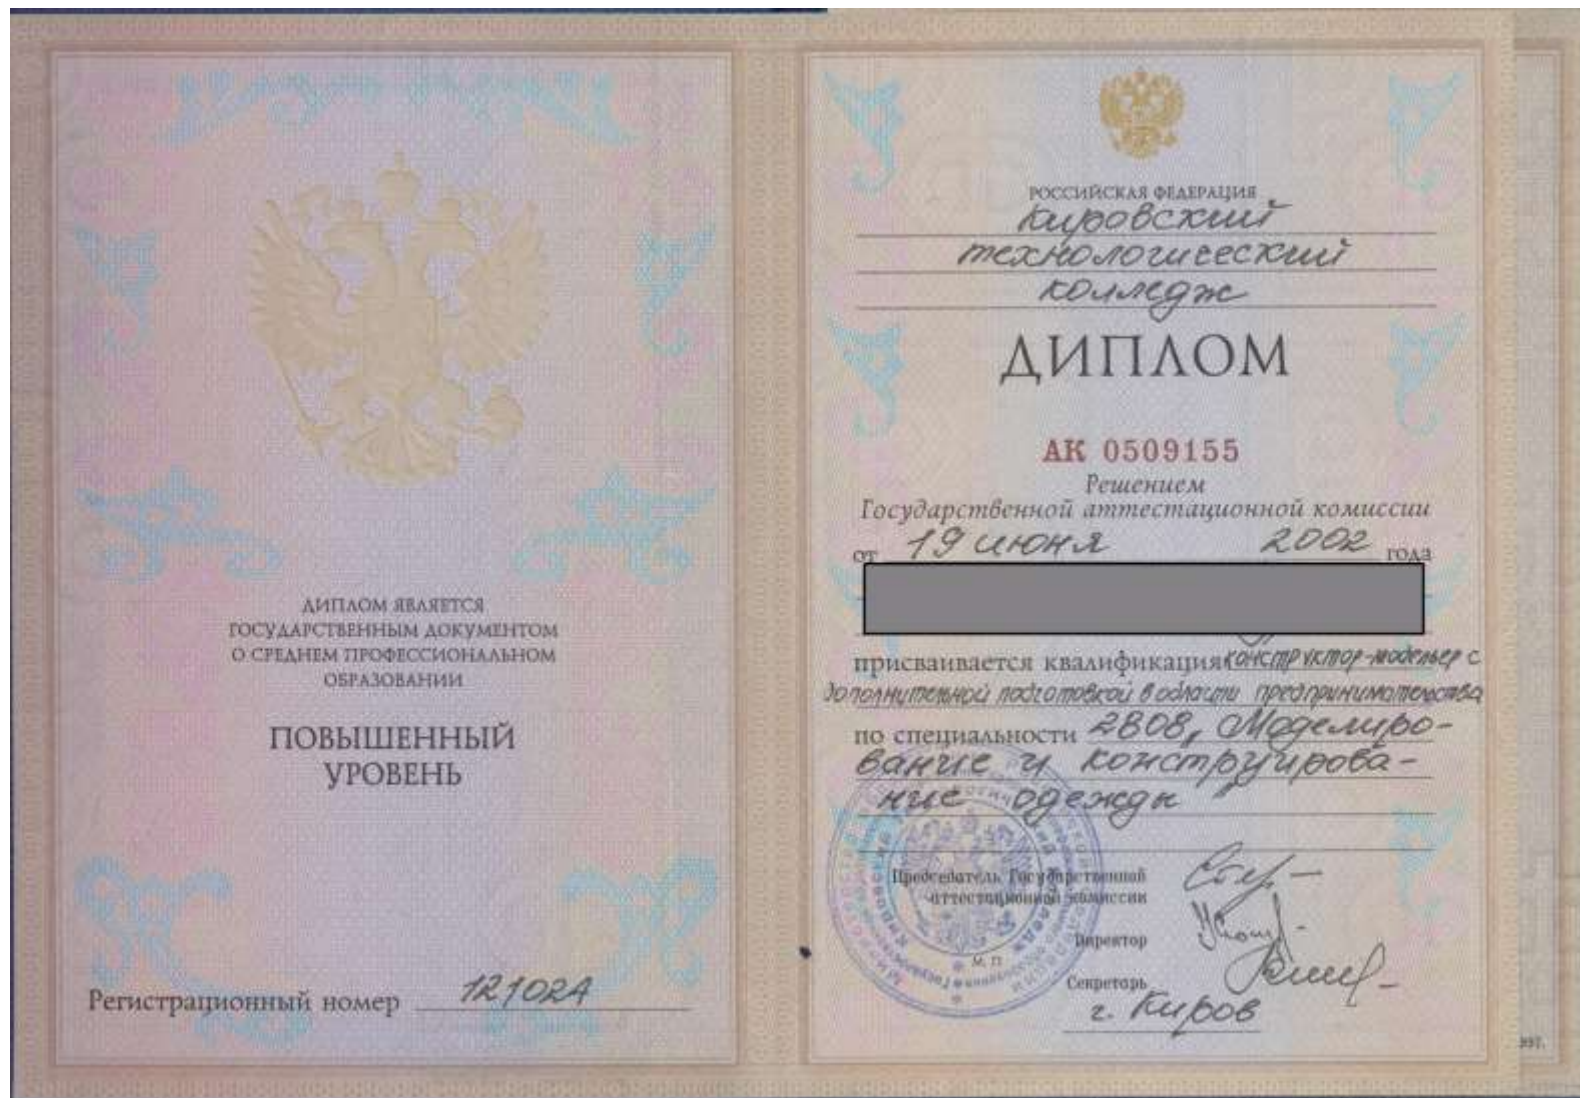 ДИПЛОМ ЯВЛЯЕТСЯ
ГОСУДАРСТВЕННЫМ ДОКУМЕНТОМ
О СРЕДНЕМ ПРОФЕССИОНАЛЬНОМ
ОБРАЗОВАНИИ
ПОВЫШЕННЫЙ
УРОВЕНЬ
Регистрационный номер 12102А
РОССИЙСКАЯ ФЕДЕРАЦИЯ
Кировский
технологический
колледж
ДИПЛОМ
АК 0509155
Решением
Государственной аттестационной комиссии
от 19 июня 2002 года
присваивается квалификация конструктор-модельер с
дополнительной подготовкой в области предпринимательства
по специальности 2808, Моделиро-
вание и конструирова-
ние одежды
Председатель Государственной
аттестационной комиссии
Директор
М. П.
Секретарь
г. Киров
997.